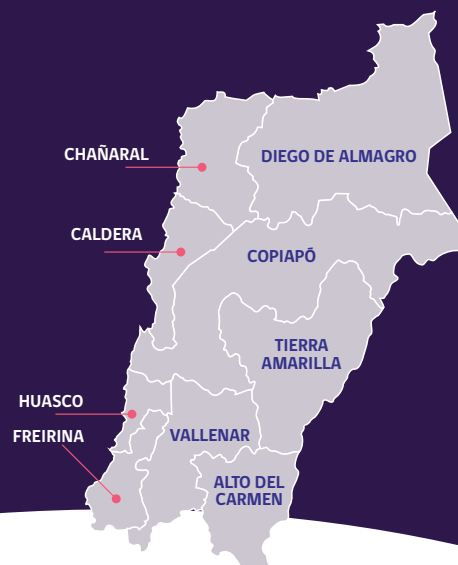 CHAÑARAL
DIEGO DE ALMAGRO
CALDERA
COPIAPÓ
TIERRA
AMARILLA
HUASCO
FREIRINA
VALLENAR
ALTO DEL
CARMEN